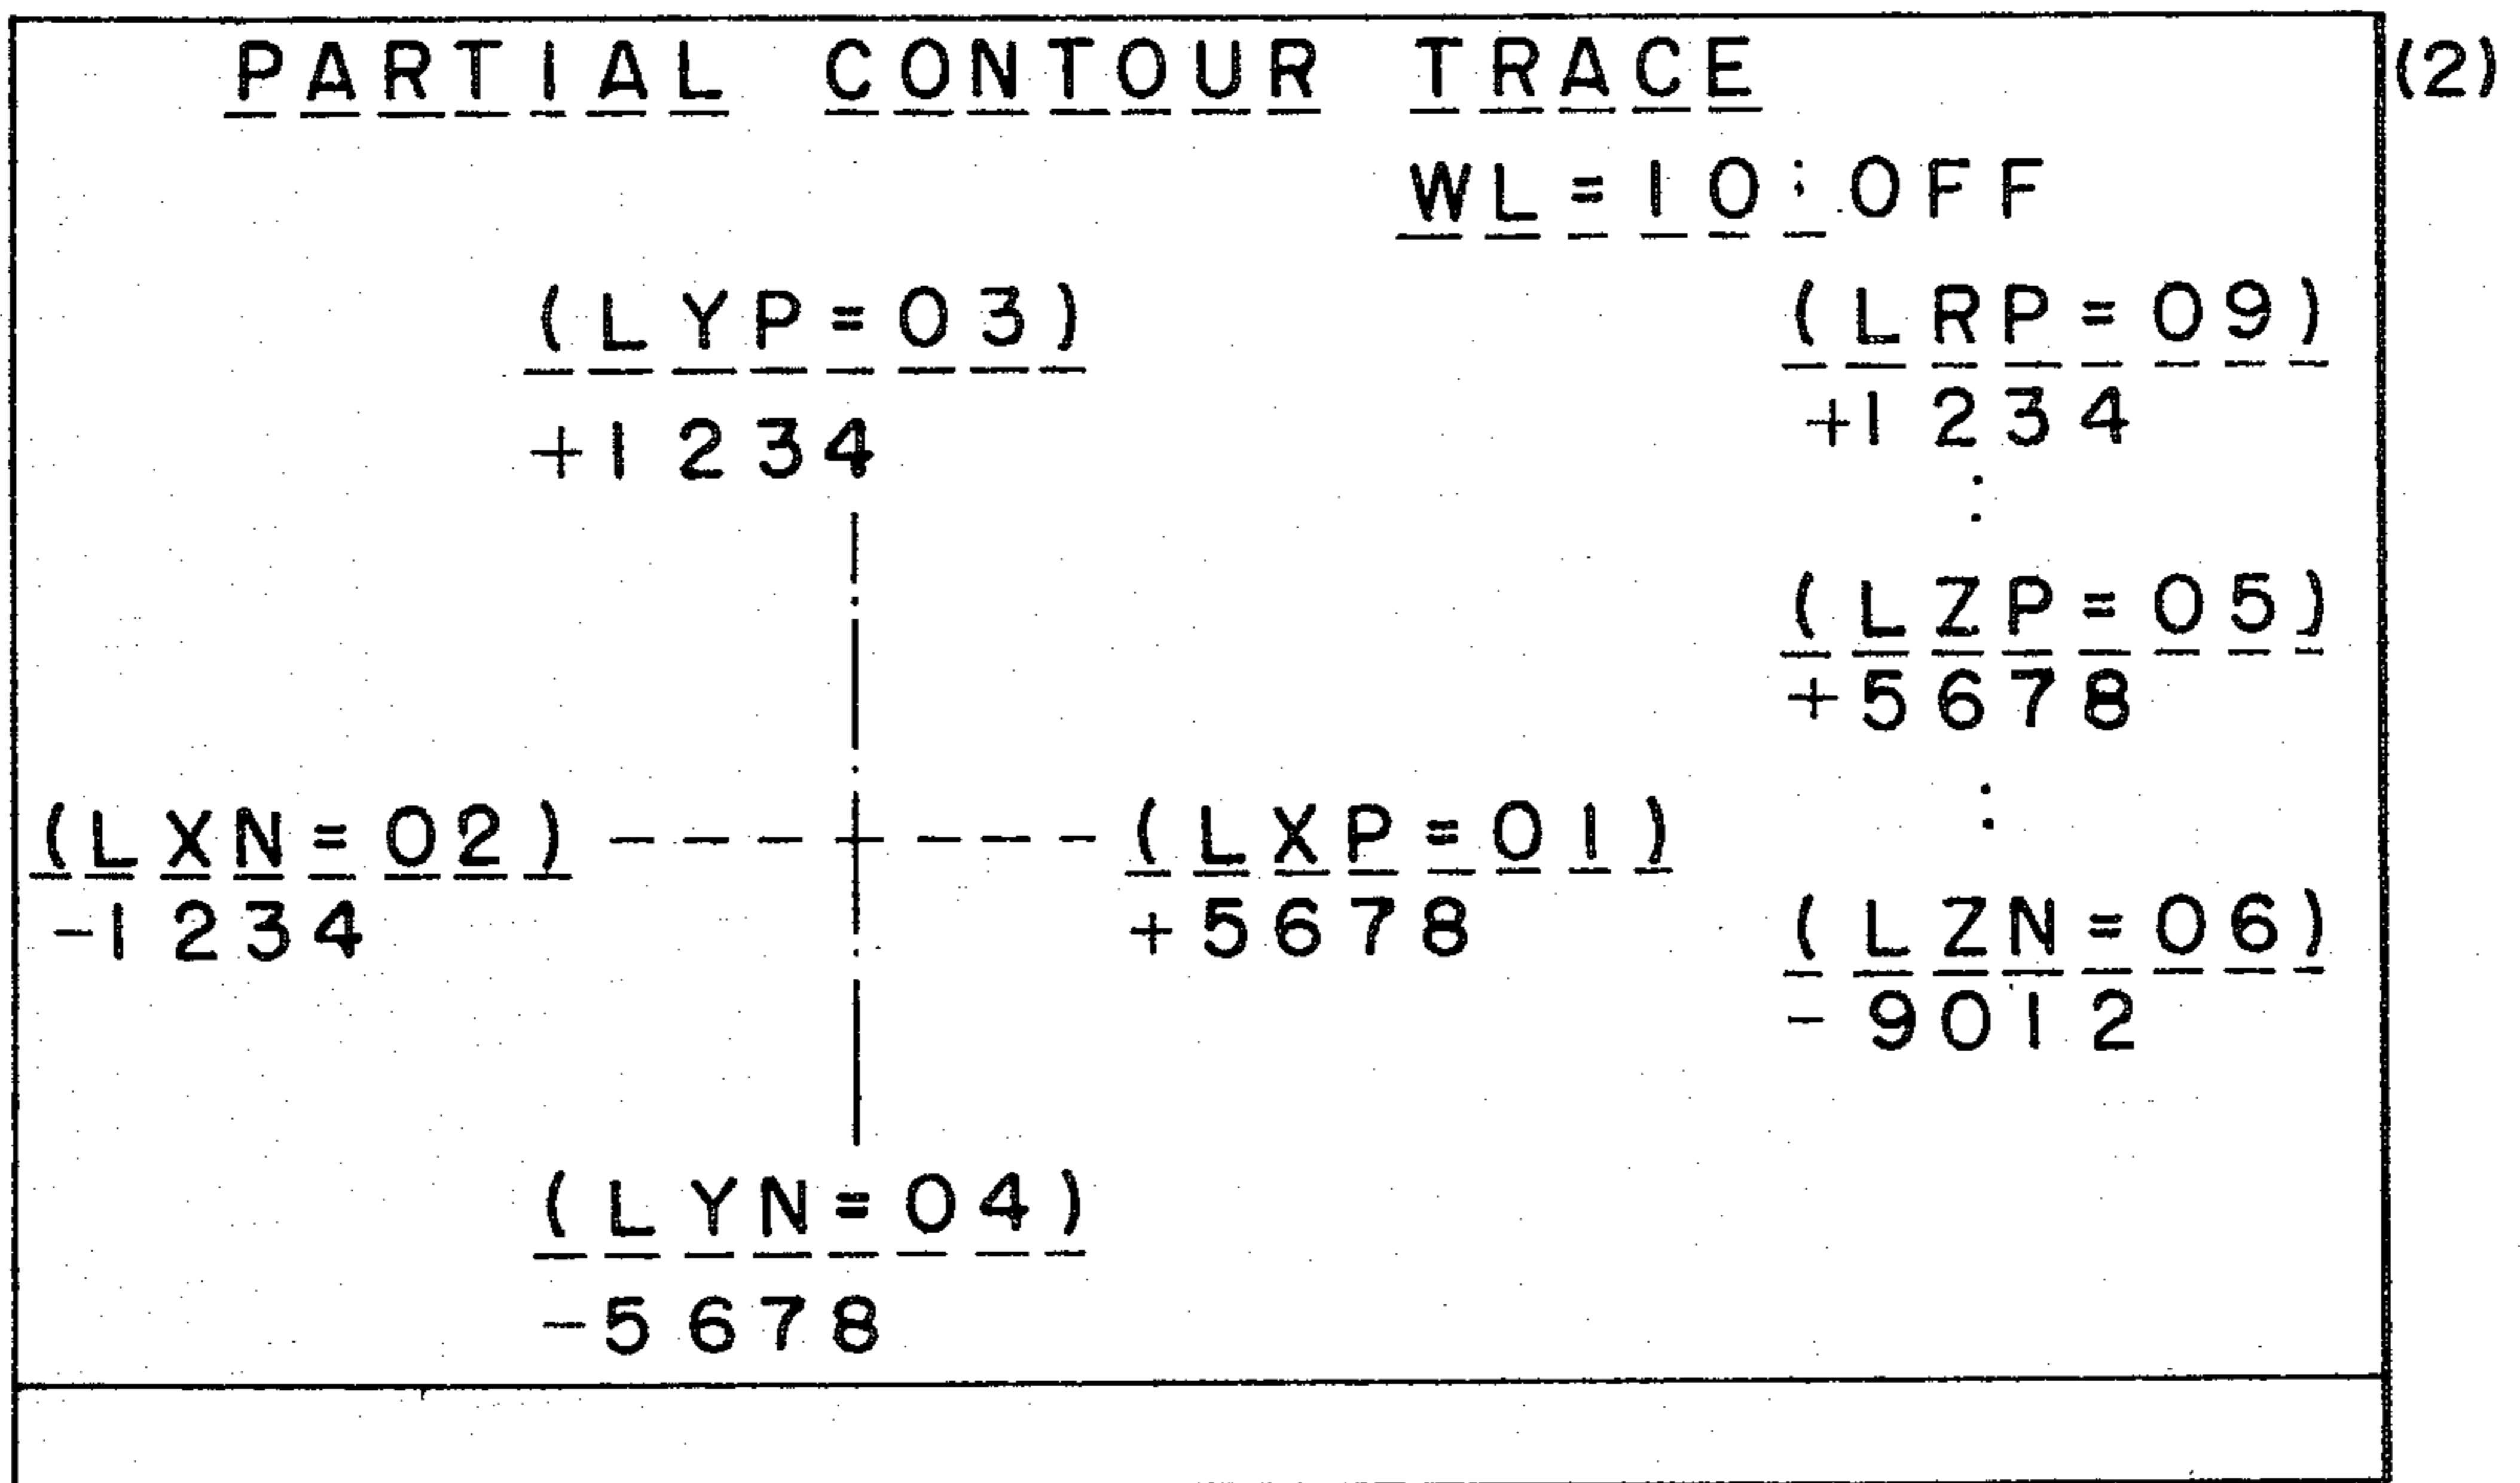 PARTIAL CONTOUR TRACE
(2)
WL=10:OFF
(LYP=03)
+1234
(LRP=09)
+1234
:
(LZP=05)
+5678
:
(LXN=02)-------(LXP=01)
-1234
+5678
(LZN=06)
-9012
(LYN=04)
-5678